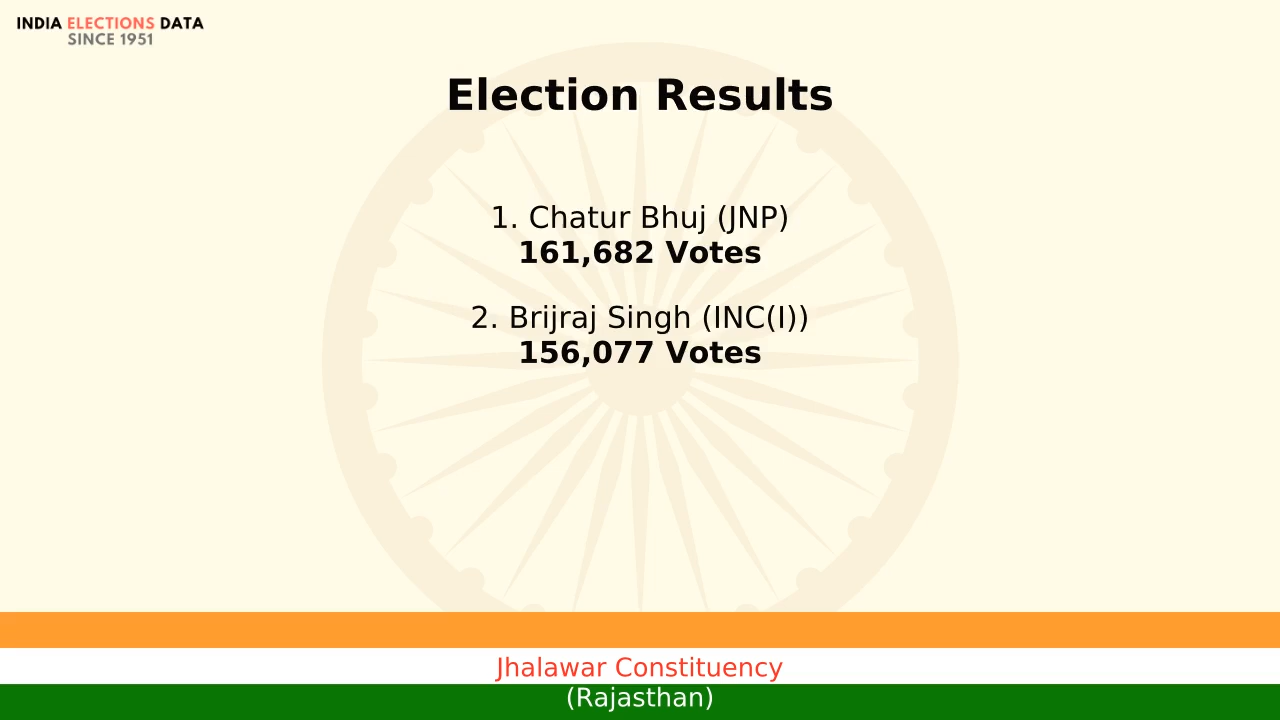 INDIA ELECTIONS DATA
SINCE 1951
Election Results
1. Chatur Bhuj (JNP)
161,682 Votes
2. Brijraj Singh (INC(I))
156,077 Votes
Jhalawar Constituency
(Rajasthan)